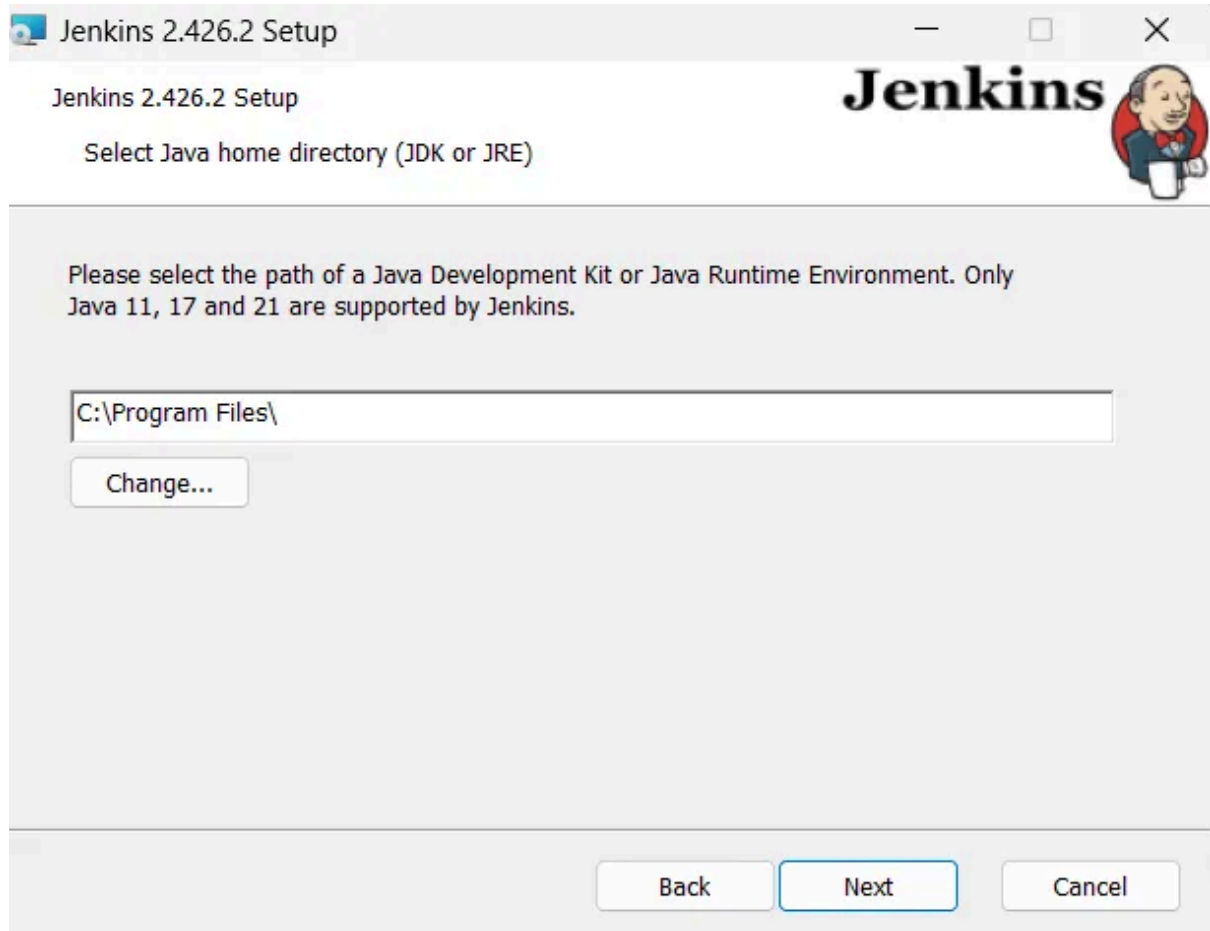 Jenkins 2.426.2 Setup
Jenkins 2.426.2 Setup
Jenkins
Select Java home directory (JDK or JRE)
Please select the path of a Java Development Kit or Java Runtime Environment. Only
Java 11, 17 and 21 are supported by Jenkins.
C:\Program Files\
Change...
Back
Next
Cancel